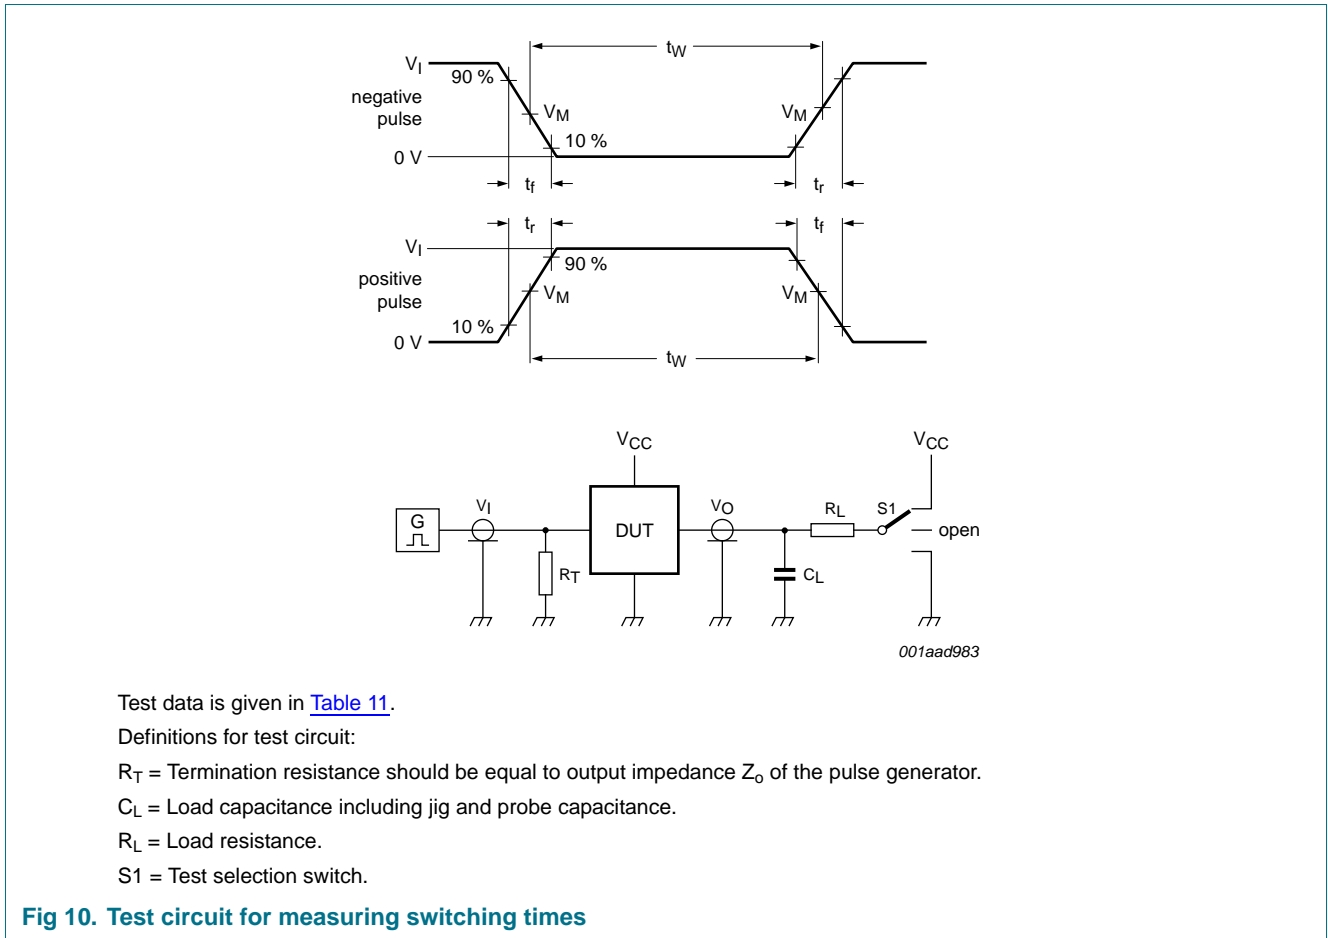 tW
VI
90 %
negative
pulse
VM
VM
10 %
0 V
tf
tr
tr
tf
VI
90 %
positive
pulse
VM
VM
10 %
0 V
tW
VCC
VCC
G
VI
DUT
VO
RL
S1
open
RT
CL
001aad983
Test data is given in Table 11.
Definitions for test circuit:
RT = Termination resistance should be equal to output impedance Zo of the pulse generator.
CL = Load capacitance including jig and probe capacitance.
RL = Load resistance.
S1 = Test selection switch.
Fig 10. Test circuit for measuring switching times